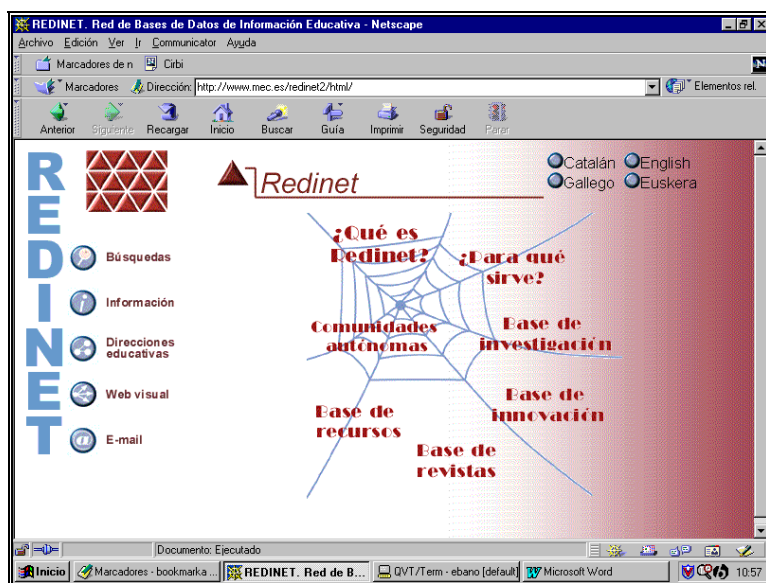 REDINET. Red de Bases de Datos de Información Educativa - Netscape
Archivo Edición Ver Ir Communicator Ayuda
Marcadores de n Cirbi
Marcadores Dirección: http://www.mec.es/redinet2/html/ Elementos rel.
Anterior Siguiente Recargar Inicio Buscar Guía Imprimir Seguridad Parar
REDINET
Redinet
Catalán English
Gallego Euskera
Búsquedas
Información
Direcciones
educativas
Web visual
E-mail
¿Qué es
Redinet?
¿Para qué
sirve?
Comunidades
autónomas
Base de
investigación
Base de
innovación
Base de
recursos
Base de
revistas
Documento: Ejecutado
Inicio Marcadores - bookmarka ... REDINET. Red de B... QVT/Term - ebano [default] Microsoft Word 10:57